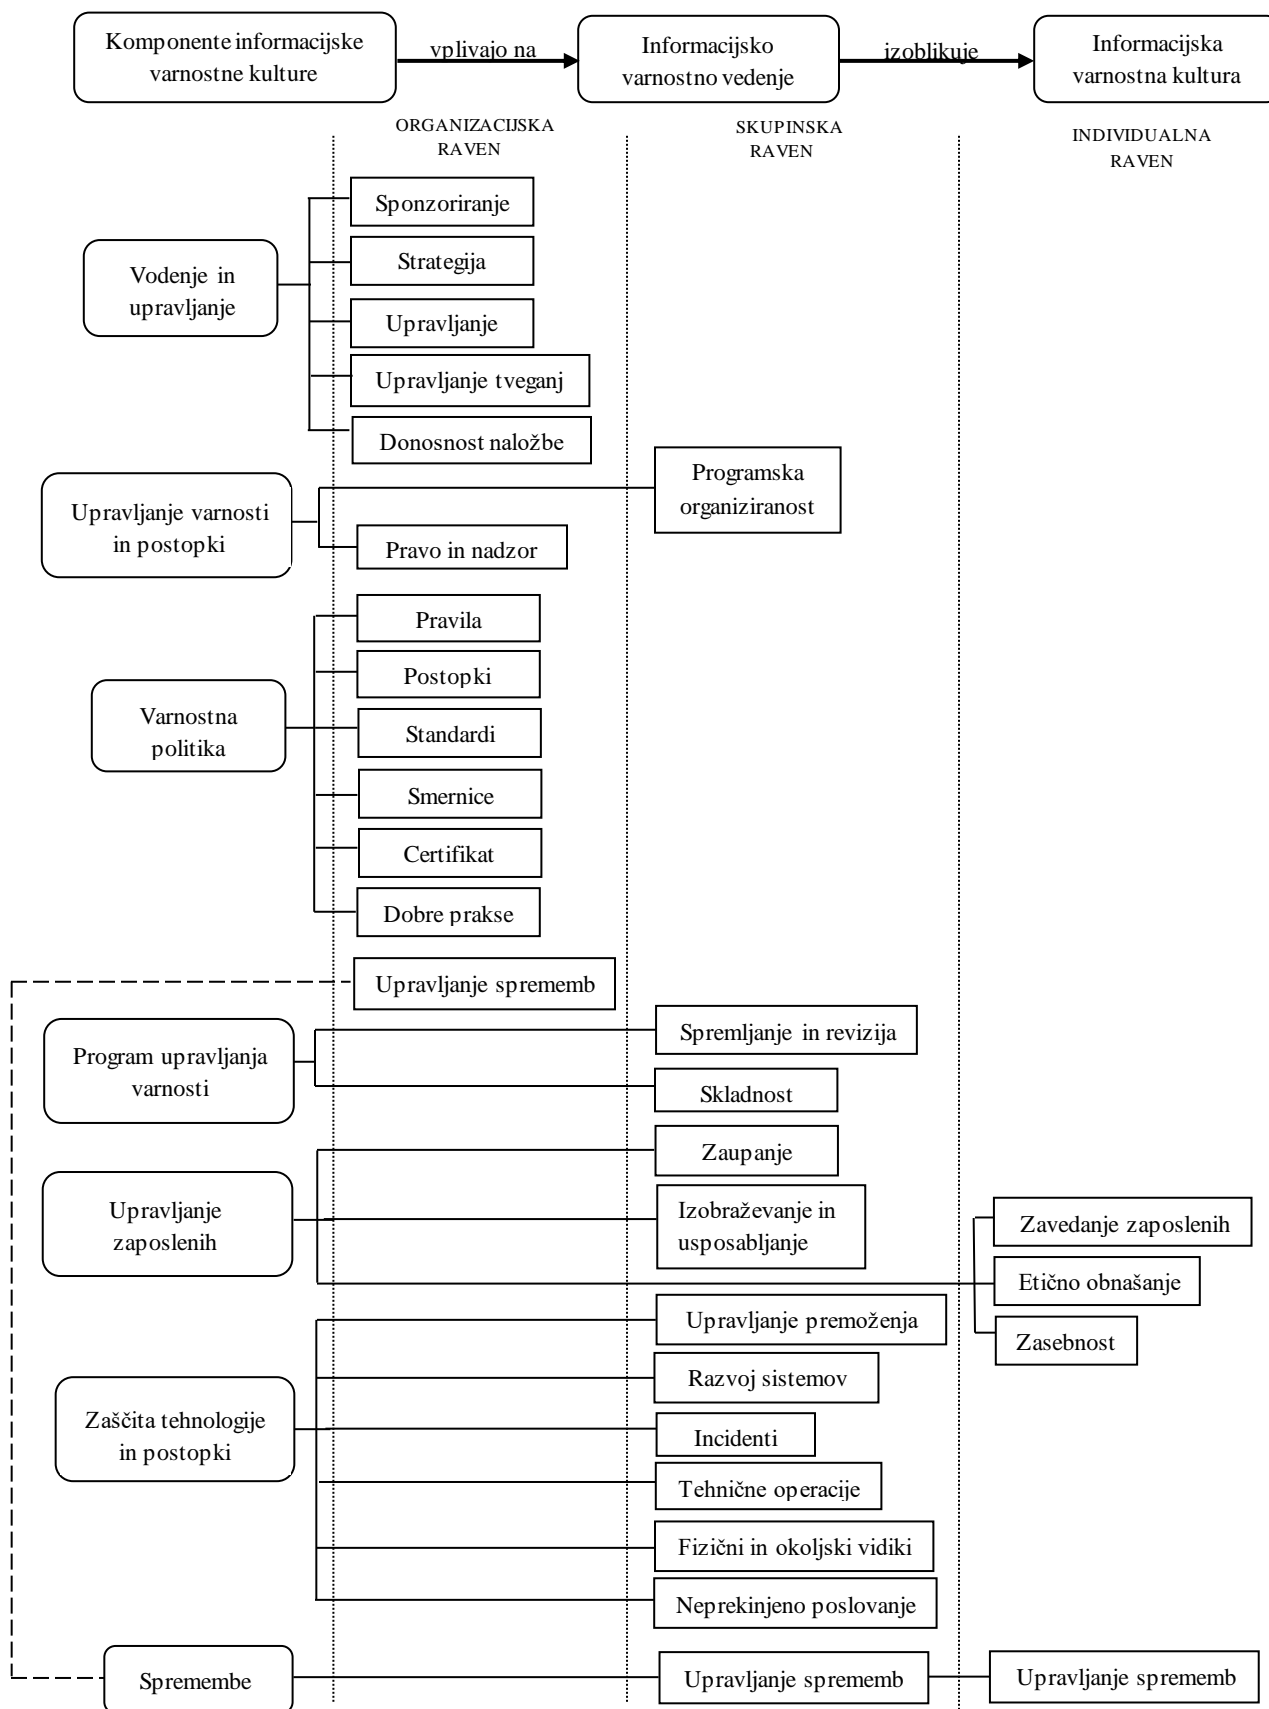 Komponente informacijske
varnostne kulture
vplivajo na
Informacijsko
varnostno vedenje
izoblikuje
Informacijska
varnostna kultura
ORGANIZACIJSKA
RAVEN
SKUPINSKA
RAVEN
INDIVIDUALNA
RAVEN
Vodenje in
upravljanje
Sponzoriranje
Strategija
Upravljanje
Upravljanje tveganj
Donosnost naložbe
Upravljanje varnosti
in postopki
Programska
organiziranost
Pravo in nadzor
Varnostna
politika
Pravila
Postopki
Standardi
Smernice
Certifikat
Dobre prakse
Upravljanje sprememb
Program upravljanja
varnosti
Spremljanje in revizija
Skladnost
Upravljanje
zaposlenih
Zaupanje
Izobraževanje in
usposabljanje
Zavedanje zaposlenih
Etično obnašanje
Zasebnost
Zaščita tehnologije
in postopki
Upravljanje premoženja
Razvoj sistemov
Incidenti
Tehnične operacije
Fizični in okoljski vidiki
Neprekinjeno poslovanje
Spremembe
Upravljanje sprememb
Upravljanje sprememb